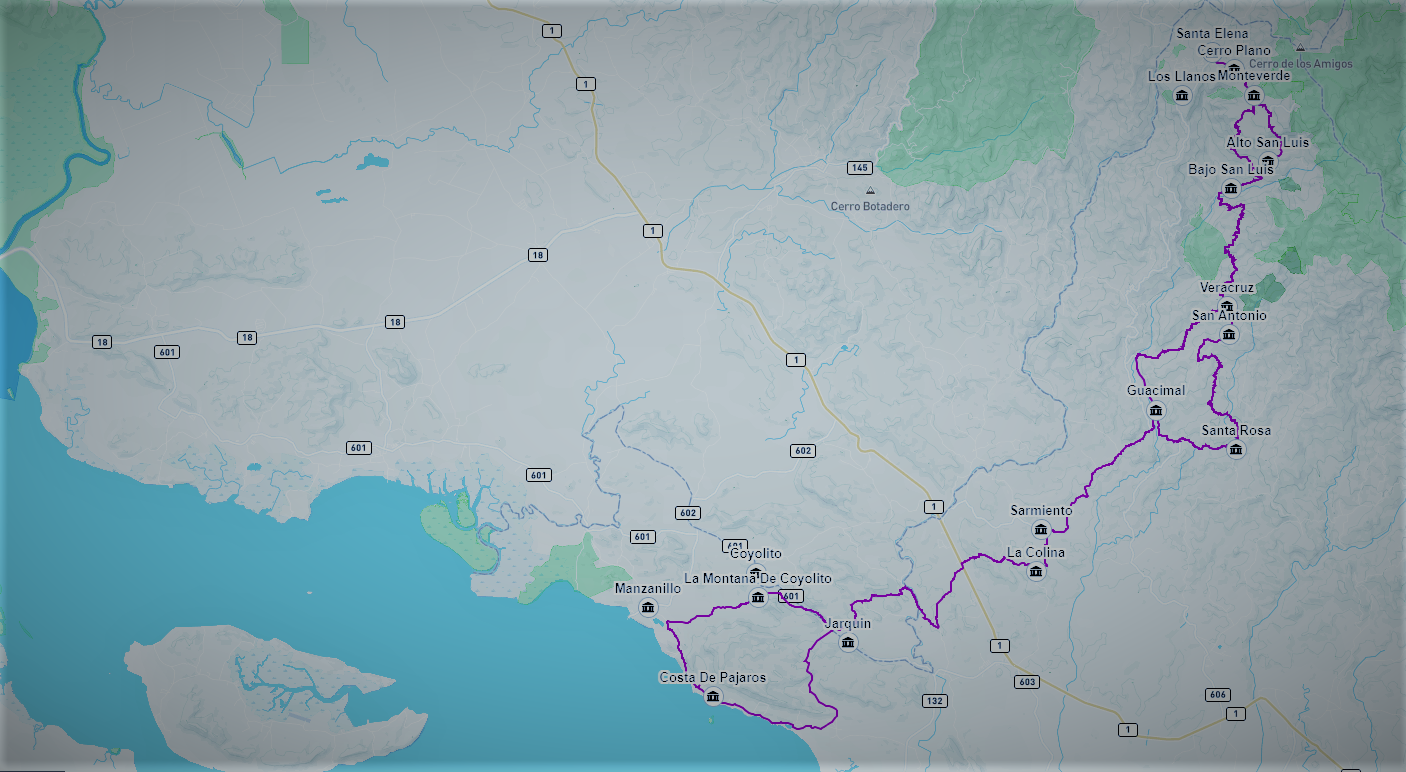 1
Santa Elena
Cerro Plano
Cerro de los Amigos
Los Llanos
Monteverde
1
Alto San Luis
145
Bajo San Luis
Cerro Botadero
1
18
Veracruz
San Antonio
18
18
18
601
1
Guacimal
Santa Rosa
601
602
601
1
602
Sarmiento
601
601
Coyolito
La Colina
La Montana De Coyolito
Manzanillo
601
Jarquin
1
Costa De Pajaros
603
132
606
1
1